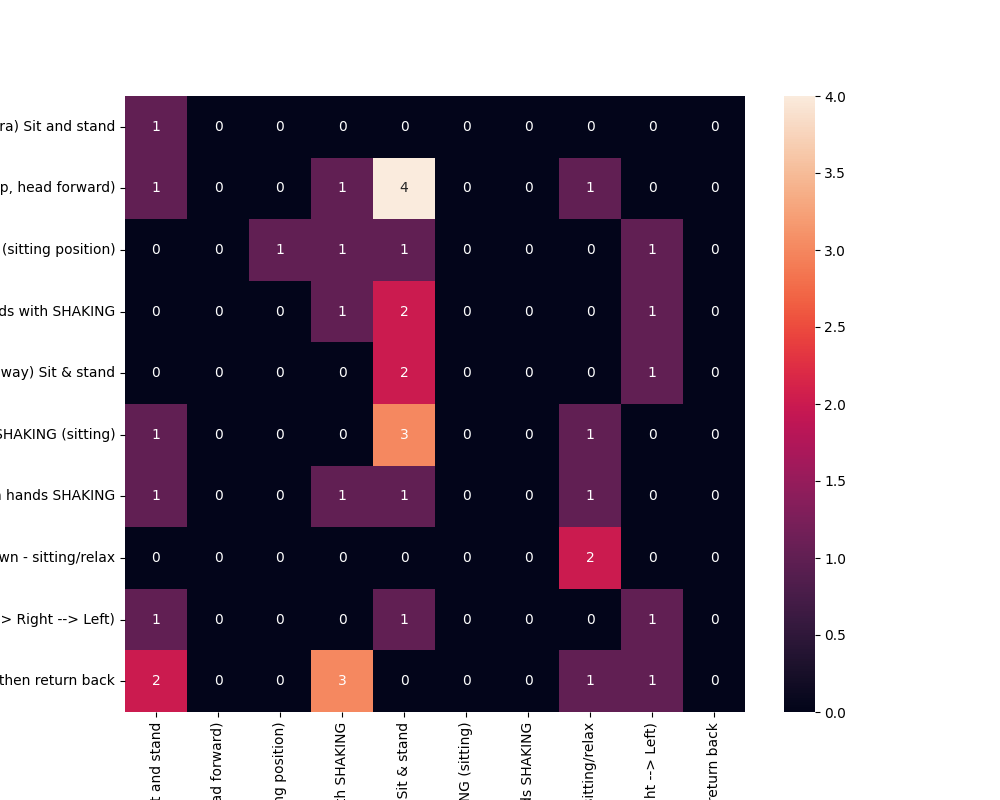 ra) Sit and stand 1 0 0 0 0 0 0 0 0 0
p, head forward) 1 0 0 1 4 0 0 1 0 0
(sitting position) 0 0 1 1 1 0 0 0 1 0
ds with SHAKING 0 0 0 1 2 0 0 0 1 0
way) Sit & stand 0 0 0 0 2 0 0 0 1 0
SHAKING (sitting) 1 0 0 0 3 0 0 1 0 0
hands SHAKING 1 0 0 1 1 0 0 1 0 0
wn - sitting/relax 0 0 0 0 0 0 0 2 0 0
> Right --> Left) 1 0 0 0 1 0 0 0 1 0
then return back 2 0 0 3 0 0 0 1 1 0
t and stand
ad forward)
ng position)
th SHAKING
Sit & stand
NG (sitting)
ds SHAKING
sitting/relax
ht --> Left)
return back
4.0
3.5
3.0
2.5
2.0
1.5
1.0
0.5
0.0